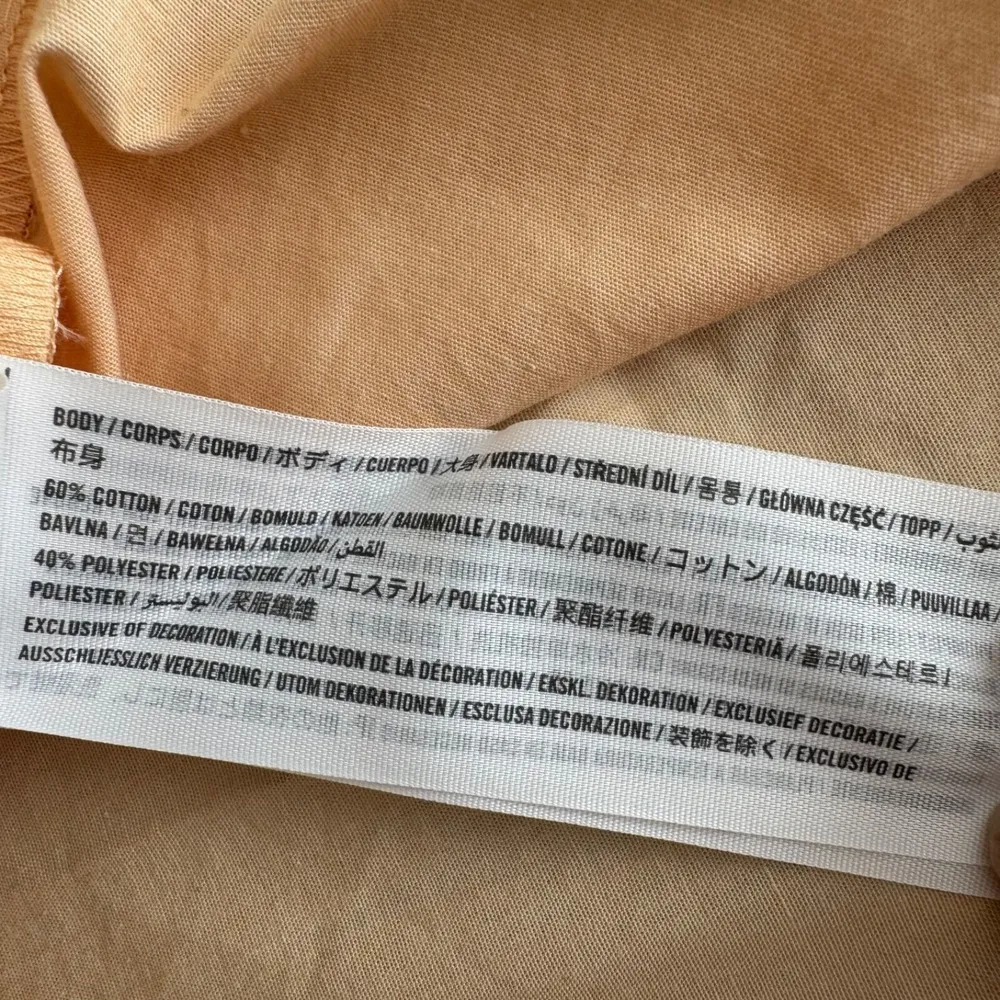 BODY / CORPS / CORPO / ボディ / CUERPO / 大身 / VARTALO / STŘEDNÍ DÍL / 몸통 / GŁÓWNA CZĘŚĆ / TOPP /
布身
60% COTTON / COTON / BOMULD / KATOEN / BAUMWOLLE / BOMULL / COTONE / コットン / ALGODÓN / 棉 / PUUVILLAA /
BAVLNA / 면 / BAWEŁNA / ALGODÃO / القطن
40% POLYESTER / POLIESTERE / ポリエステル / POLIÉSTER / 聚酯纤维 / POLYESTERIÄ / 폴리에스테르 /
POLIESTER / البوليستر / 聚脂纖維
EXCLUSIVE OF DECORATION / À L'EXCLUSION DE LA DÉCORATION / EKSKL. DEKORATION / EXCLUSIEF DECORATIE /
AUSSCHLIESSLICH VERZIERUNG / UTOM DEKORATIONEN / ESCLUSA DECORAZIONE / 装飾を除く / EXCLUSIVO DE